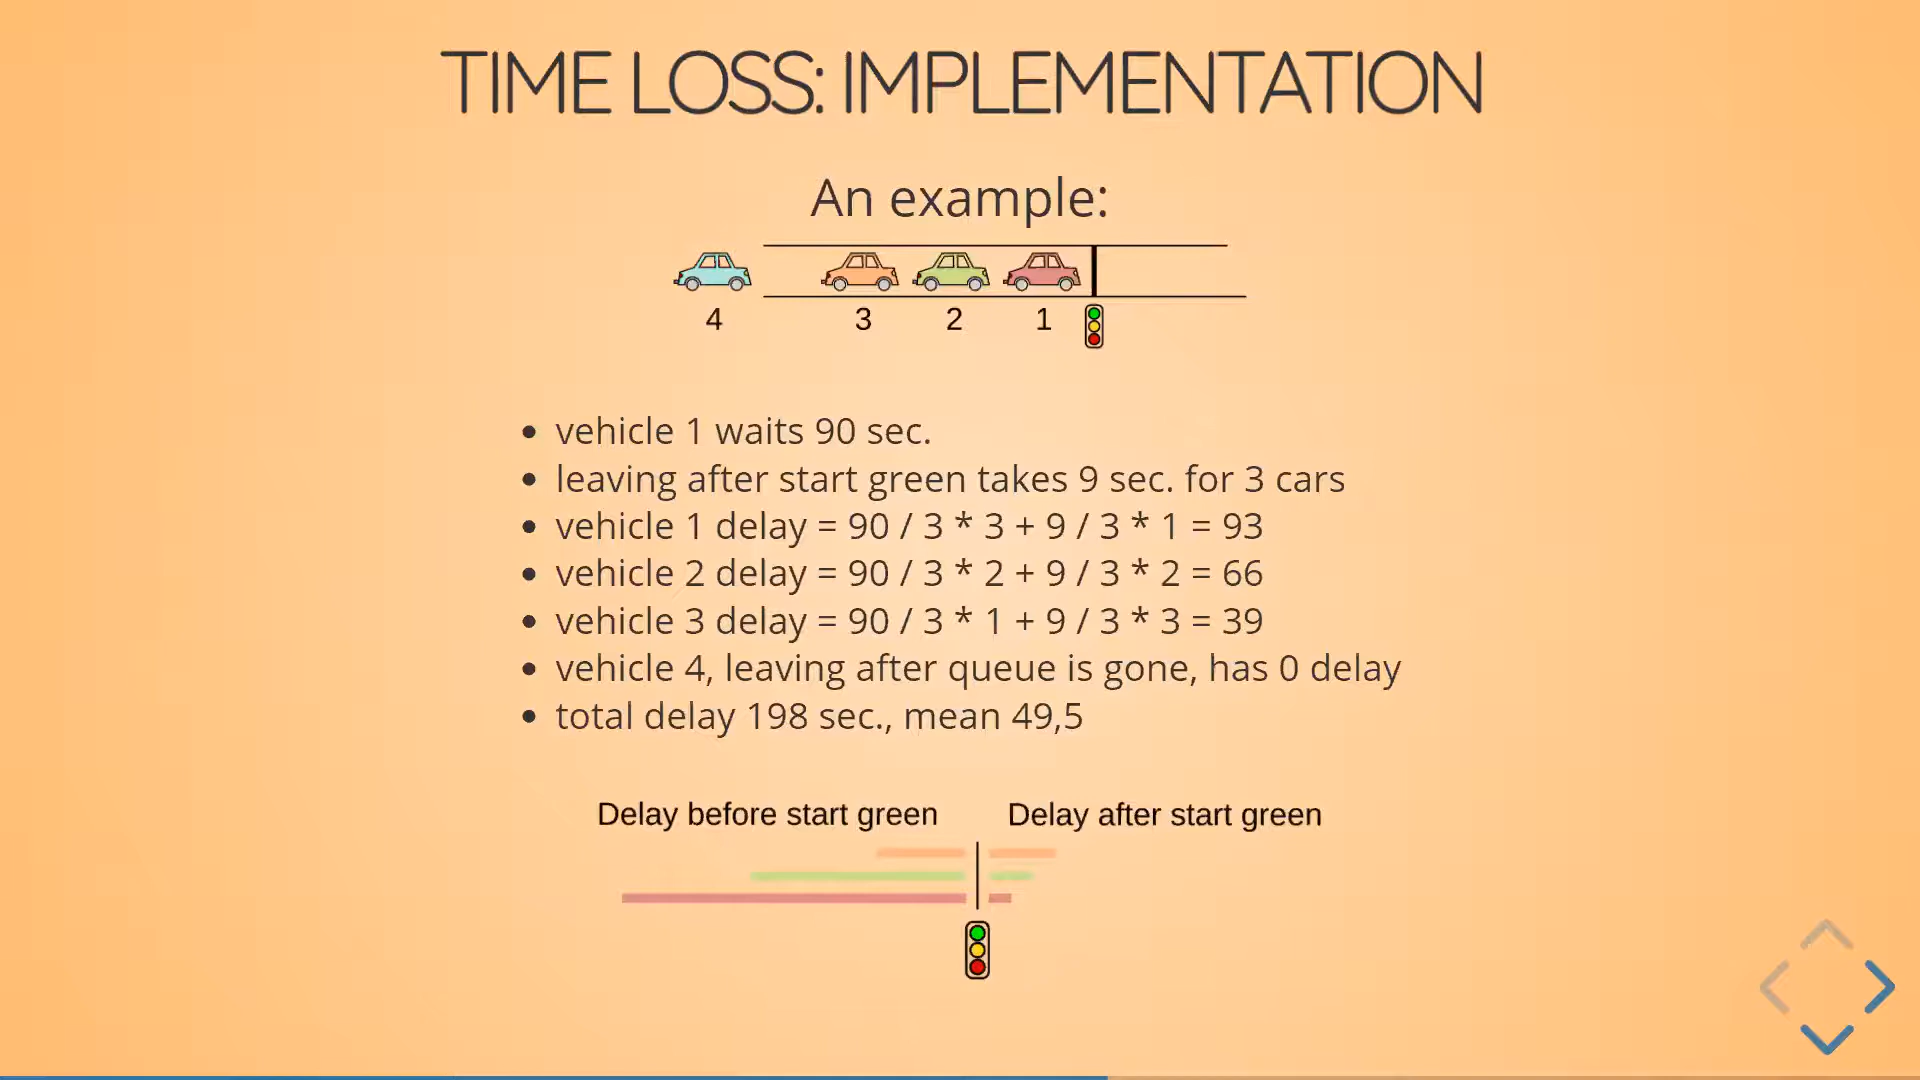 TIME LOSS: IMPLEMENTATION
An example:
4 3 2 1
• vehicle 1 waits 90 sec.
• leaving after start green takes 9 sec. for 3 cars
• vehicle 1 delay = 90 / 3 * 3 + 9 / 3 * 1 = 93
• vehicle 2 delay = 90 / 3 * 2 + 9 / 3 * 2 = 66
• vehicle 3 delay = 90 / 3 * 1 + 9 / 3 * 3 = 39
• vehicle 4, leaving after queue is gone, has 0 delay
• total delay 198 sec., mean 49,5
Delay before start green Delay after start green